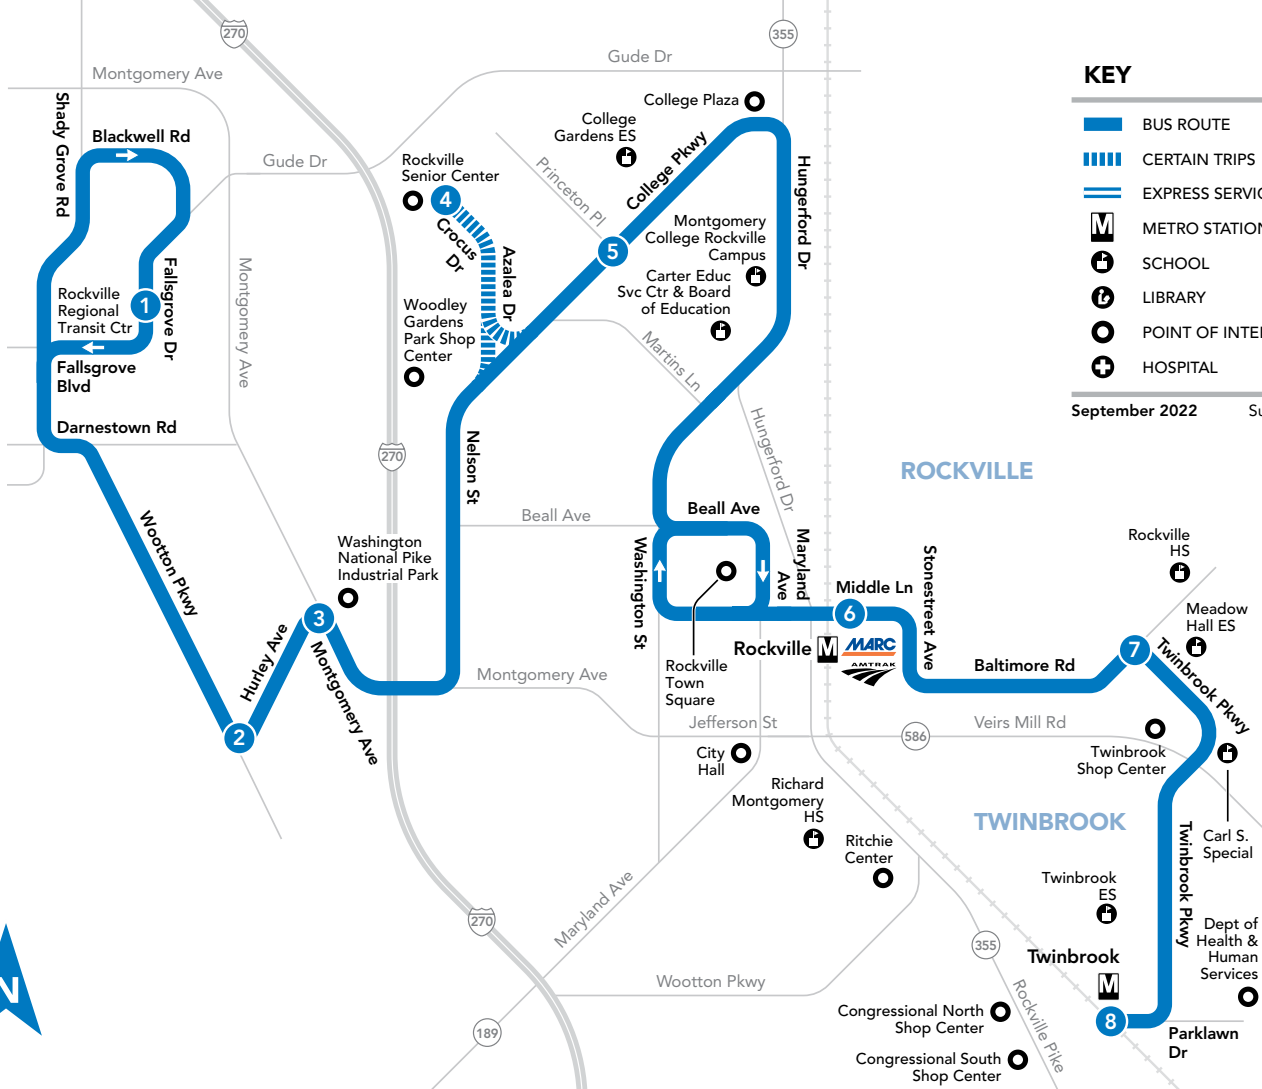 270
355
Gude Dr
Montgomery Ave
KEY
BUS ROUTE
CERTAIN TRIPS
EXPRESS SERVIC
M
METRO STATION
SCHOOL
LIBRARY
POINT OF INTER
HOSPITAL
September 2022
Su
Shady Grove Rd
Blackwell Rd
Gude Dr
College Plaza
College
Gardens ES
Rockville
Senior Center
4
Crocus
Dr
Azalea Dr
Princeton Pl
College Pkwy
5
Hungerford Dr
Montgomery
College Rockville
Campus
Carter Educ
Svc Ctr & Board
of Education
Rockville
Regional
Transit Ctr
1
Fallsgrove Dr
Montgomery Ave
Woodley
Gardens
Park Shop
Center
Martins Ln
Fallsgrove
Blvd
Darnestown Rd
270
Nelson St
Hungerford Dr
ROCKVILLE
Wootton Pkwy
Beall Ave
Beall Ave
Washington
National Pike
Industrial Park
Washington St
Maryland
Ave
Stonestreet Ave
Rockville
HS
Middle Ln
6
3
Hurley Ave
Montgomery Ave
2
Rockville
M
MARC
AMTRAK
Rockville
Town
Square
Baltimore Rd
7
Meadow
Hall ES
Twinbrook Pkwy
Montgomery Ave
Jefferson St
586
Veirs Mill Rd
City
Hall
Twinbrook
Shop Center
Richard
Montgomery
HS
TWINBROOK
Carl S.
Special
Ritchie
Center
Twinbrook
ES
Twinbrook Pkwy
270
Maryland Ave
355
Dept of
Health &
Human
Services
Twinbrook
M
8
Wootton Pkwy
Rockville Pike
Congressional North
Shop Center
Congressional South
Shop Center
Parklawn
Dr
189
N